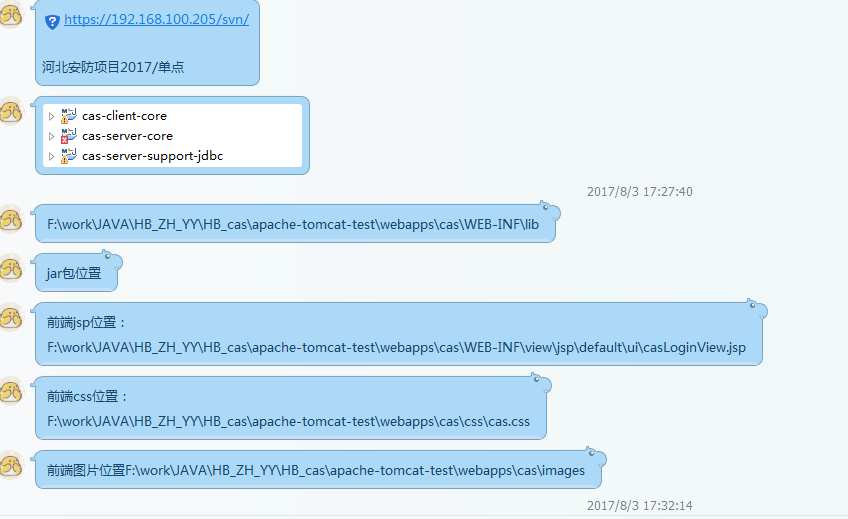 https://192.168.100.205/svn/
河北安防项目2017/单点
cas-client-core
cas-server-core
cas-server-support-jdbc
2017/8/3 17:27:40
F:\work\JAVA\HB_ZH_YY\HB_cas\apache-tomcat-test\webapps\cas\WEB-INF\lib
jar包位置
前端jsp位置：
F:\work\JAVA\HB_ZH_YY\HB_cas\apache-tomcat-test\webapps\cas\WEB-INF\view\jsp\default\ui\casLoginView.jsp
前端css位置：
F:\work\JAVA\HB_ZH_YY\HB_cas\apache-tomcat-test\webapps\cas\css\cas.css
前端图片位置F:\work\JAVA\HB_ZH_YY\HB_cas\apache-tomcat-test\webapps\cas\images
2017/8/3 17:32:14